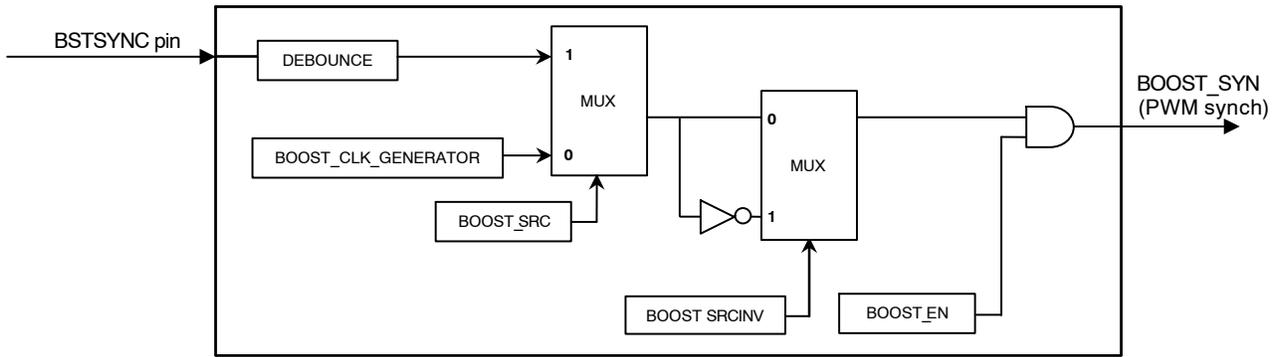 BSTSYNC pin
DEBOUNCE
1
MUX
BOOST_SYN
(PWM synch)
0
MUX
BOOST_CLK_GENERATOR
0
BOOST_SRC
1
BOOST SRCINV
BOOST_EN